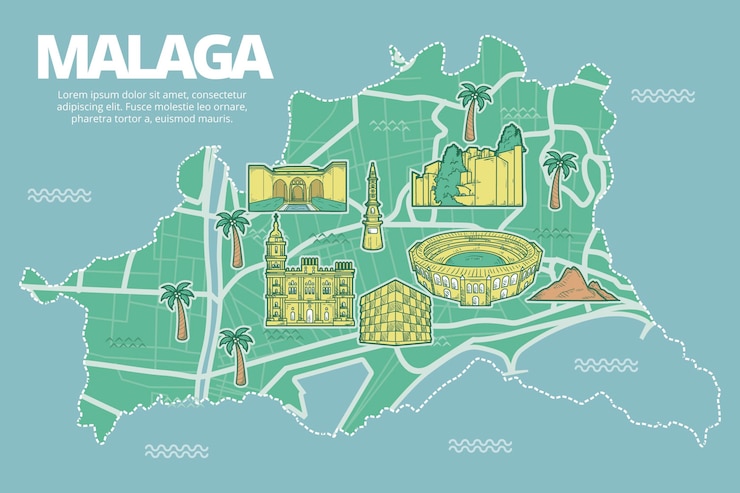 MALAGA
Lorem ipsum dolor sit amet, consectetur
adipiscing elit. Fusce molestie leo ornare,
pharetra tortor a, euismod mauris.